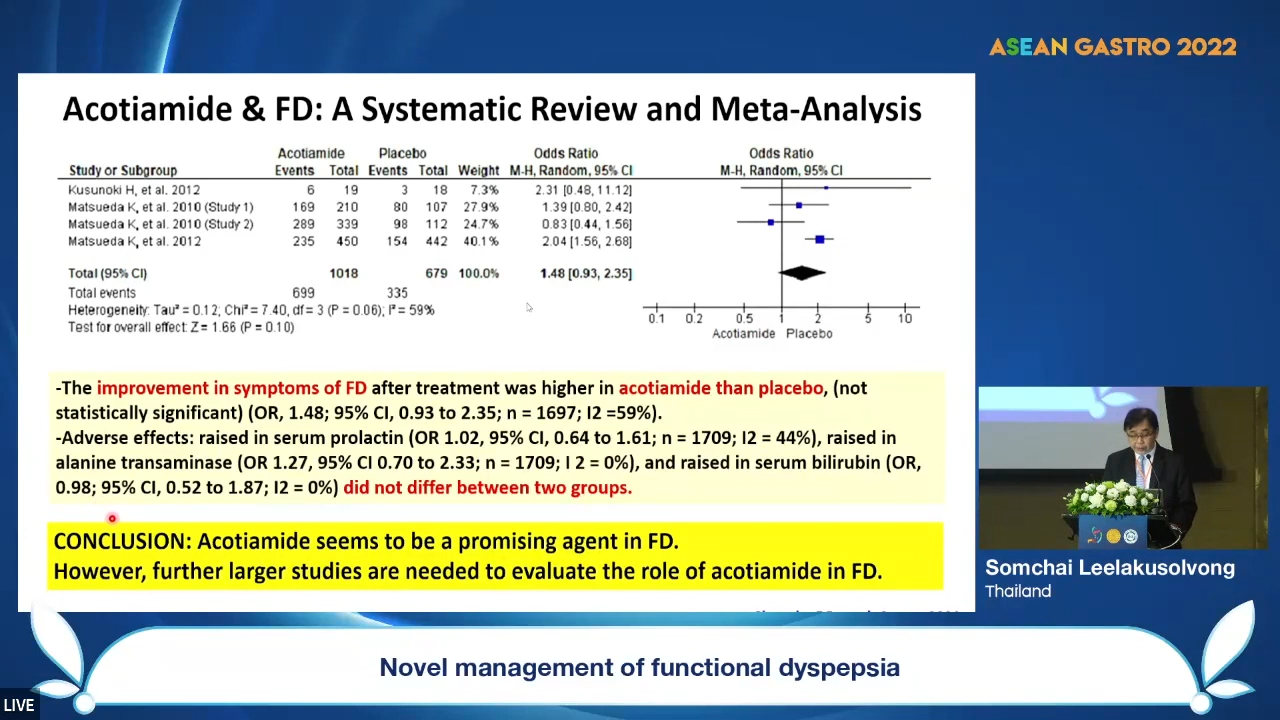 ASEAN GASTRO 2022
Acotiamide & FD: A Systematic Review and Meta-Analysis
Acotiamide Placebo Odds Ratio Odds Ratio
Study or Subgroup Events Total Events Total Weight M-H, Random, 95% CI M-H, Random, 95% CI
Kusunoki H, et al. 2012 6 19 3 18 7.3% 2.31 [0.48, 11.12]
Matsueda K, et al. 2010 (Study 1) 169 210 80 107 27.9% 1.39 [0.80, 2.42]
Matsueda K, et al. 2010 (Study 2) 289 339 98 112 24.7% 0.83 [0.44, 1.56]
Matsueda K, et al. 2012 235 450 154 442 40.1% 2.04 [1.56, 2.68]
Total (95% CI) 1018 679 100.0% 1.48 [0.93, 2.35]
Total events 699 335
Heterogeneity: Tau² = 0.12; Chi² = 7.40, df = 3 (P = 0.06); I² = 59%
Test for overall effect: Z = 1.66 (P = 0.10)
0.1 0.2 0.5 1 2 5 10
Acotiamide Placebo
-The improvement in symptoms of FD after treatment was higher in acotiamide than placebo, (not
statistically significant) (OR, 1.48; 95% CI, 0.93 to 2.35; n = 1697; I2 =59%).
-Adverse effects: raised in serum prolactin (OR 1.02, 95% CI, 0.64 to 1.61; n = 1709; I2 = 44%), raised in
alanine transaminase (OR 1.27, 95% CI 0.70 to 2.33; n = 1709; I 2 = 0%), and raised in serum bilirubin (OR,
0.98; 95% CI, 0.52 to 1.87; I2 = 0%) did not differ between two groups.
CONCLUSION: Acotiamide seems to be a promising agent in FD.
However, further larger studies are needed to evaluate the role of acotiamide in FD.
Somchai Leelakusolvong
Thailand
Novel management of functional dyspepsia
LIVE